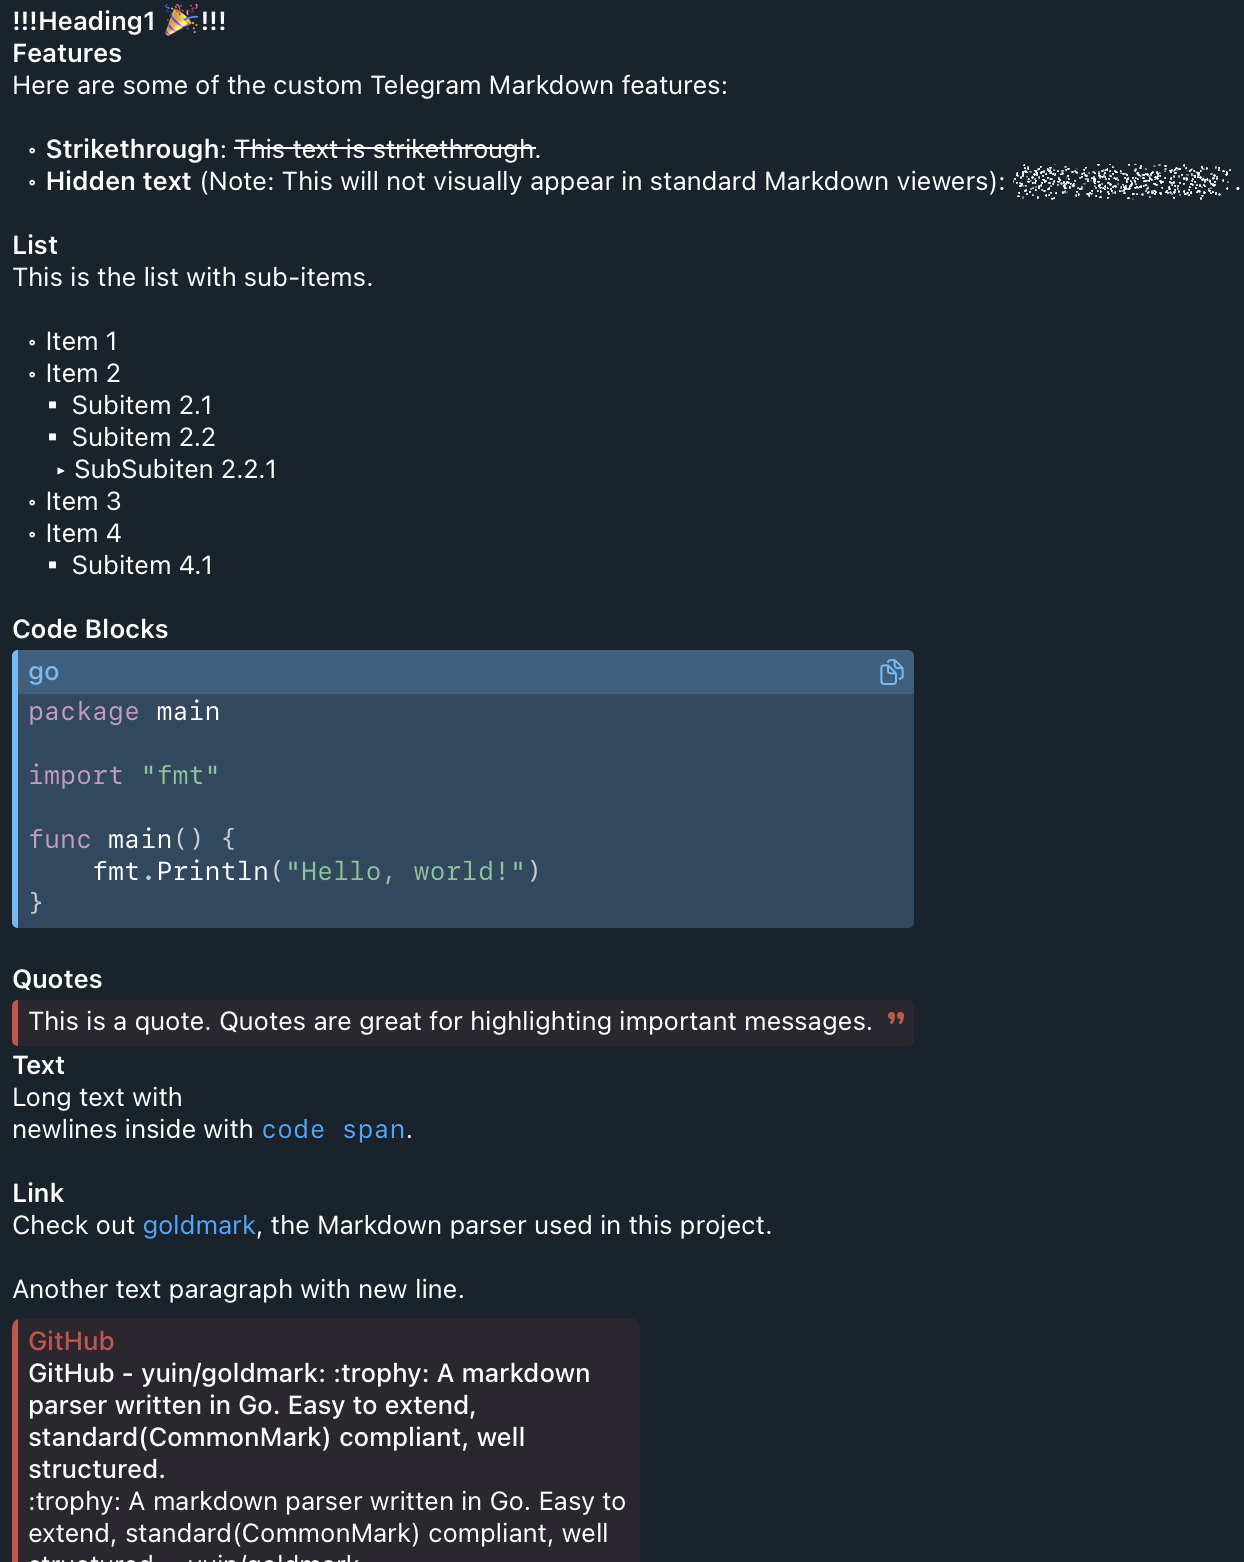 !!!Heading1 🎉!!!
Features
Here are some of the custom Telegram Markdown features:
◦ Strikethrough: This text is strikethrough.
◦ Hidden text (Note: This will not visually appear in standard Markdown viewers): .
List
This is the list with sub-items.
◦ Item 1
◦ Item 2
▪ Subitem 2.1
▪ Subitem 2.2
‣ SubSubiten 2.2.1
◦ Item 3
◦ Item 4
▪ Subitem 4.1
Code Blocks
go
package main
import "fmt"
func main() {
    fmt.Println("Hello, world!")
}
Quotes
This is a quote. Quotes are great for highlighting important messages. ”
Text
Long text with
newlines inside with code span.
Link
Check out goldmark, the Markdown parser used in this project.
Another text paragraph with new line.
GitHub
GitHub - yuin/goldmark: :trophy: A markdown
parser written in Go. Easy to extend,
standard(CommonMark) compliant, well
structured.
:trophy: A markdown parser written in Go. Easy to
extend, standard(CommonMark) compliant, well